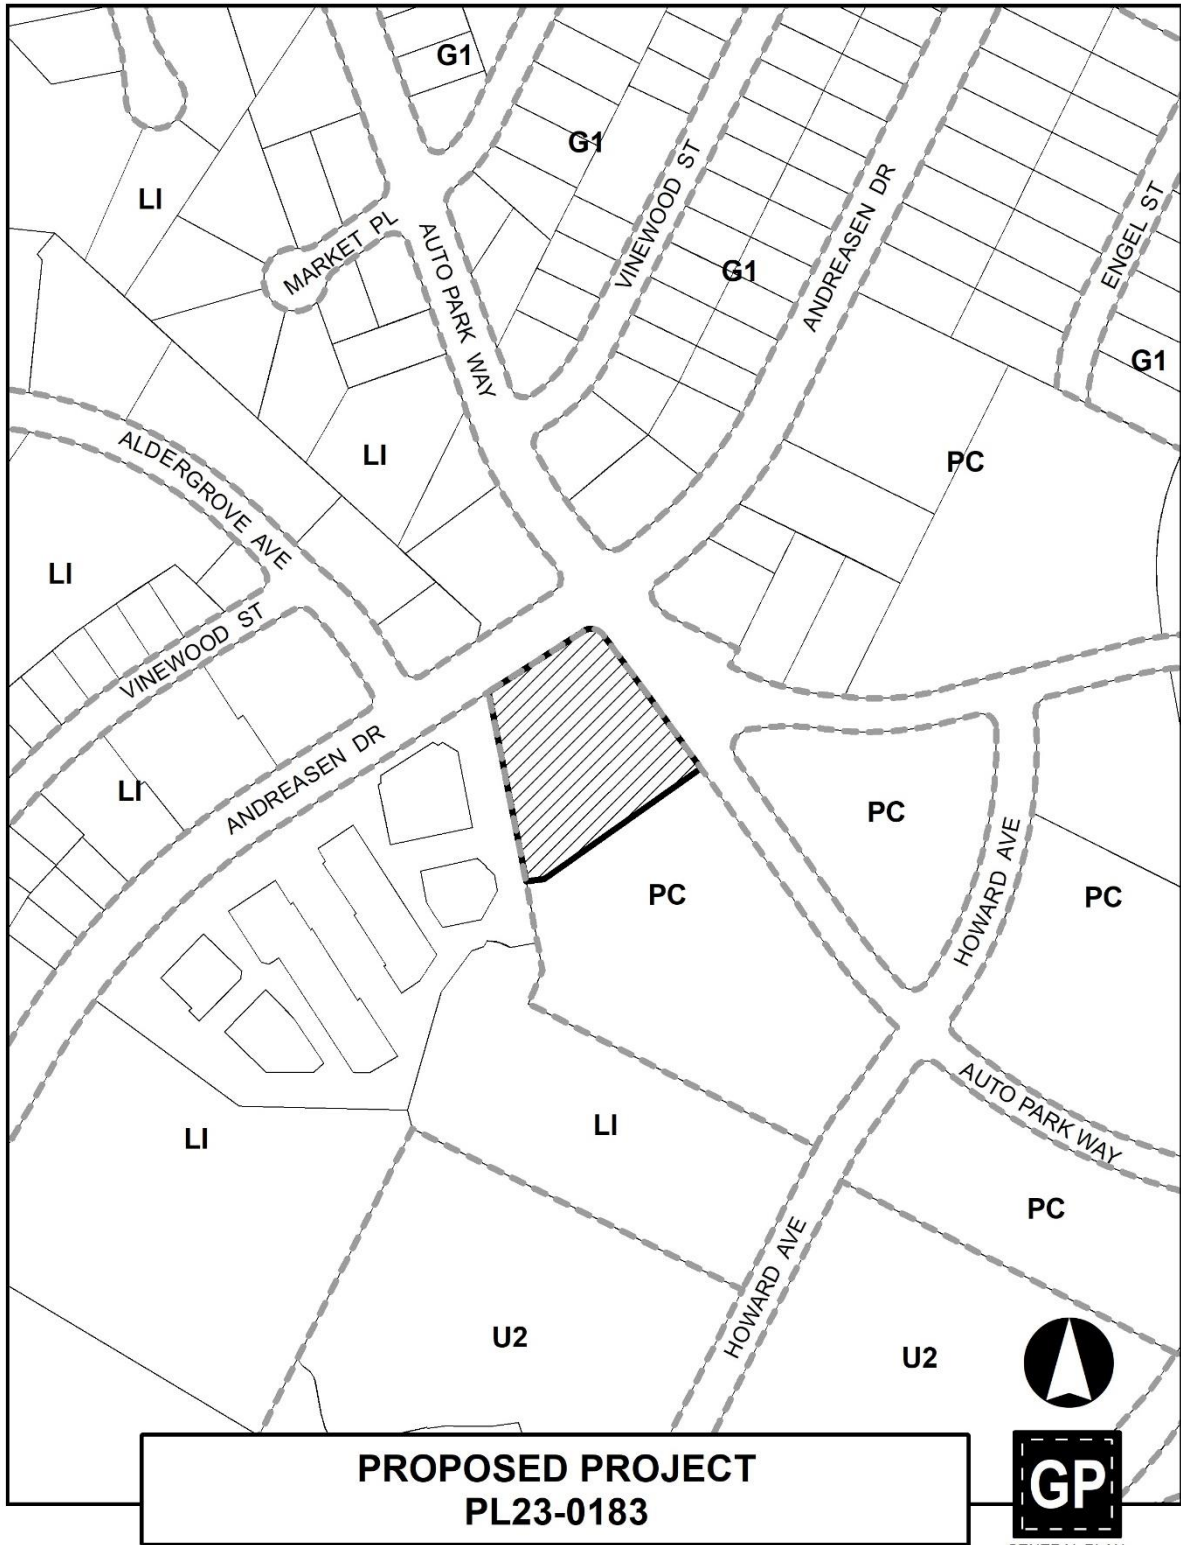 G1
G1
LI
VINEWOOD ST
ANDREASEN DR
ENGEL ST
MARKET PL
AUTO PARK WAY
G1
G1
ALDERGROVE AVE
LI
PC
LI
VINEWOOD ST
LI
ANDREASEN DR
PC
HOWARD AVE
PC
PC
LI
LI
AUTO PARK WAY
PC
HOWARD AVE
U2
U2
PROPOSED PROJECT
PL23-0183
GP
GENERAL PLAN